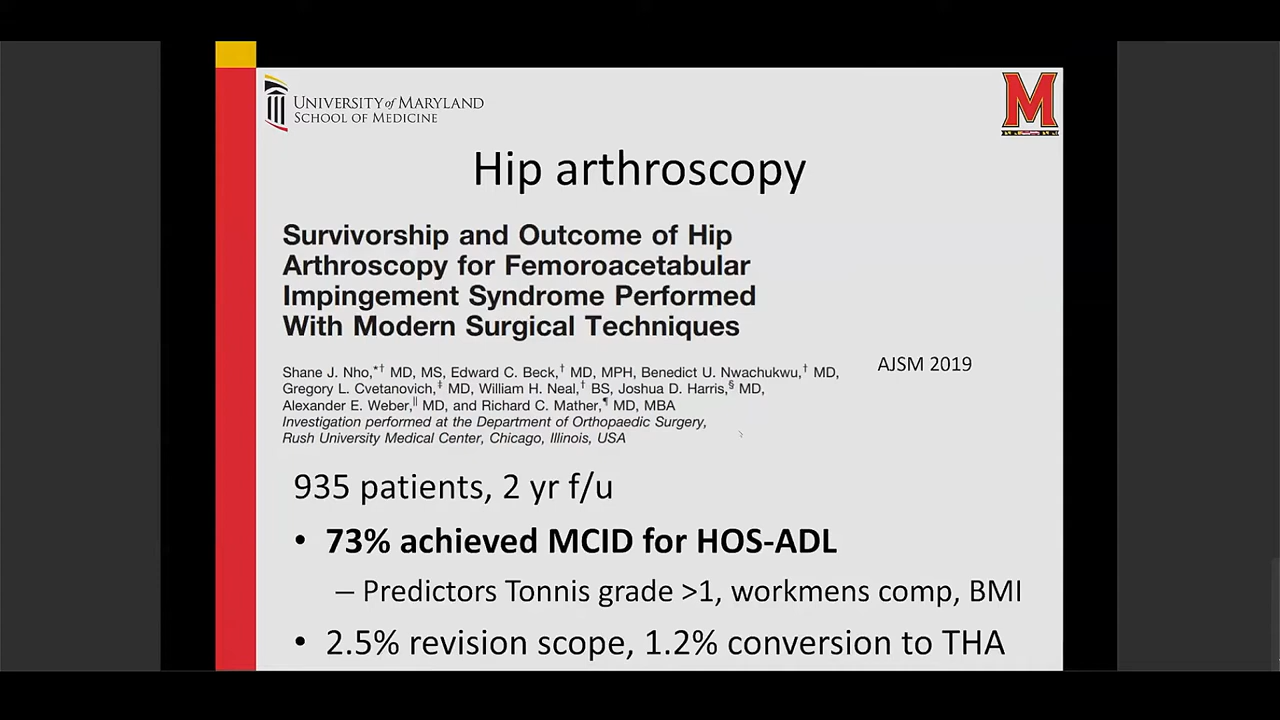 UNIVERSITY of MARYLAND
SCHOOL OF MEDICINE
M
Hip arthroscopy
Survivorship and Outcome of Hip
Arthroscopy for Femoroacetabular
Impingement Syndrome Performed
With Modern Surgical Techniques
Shane J. Nho,*† MD, MS, Edward C. Beck,† MD, MPH, Benedict U. Nwachukwu,† MD,
Gregory L. Cvetanovich,‡ MD, William H. Neal,† BS, Joshua D. Harris,§ MD,
Alexander E. Weber,|| MD, and Richard C. Mather,¶ MD, MBA
Investigation performed at the Department of Orthopaedic Surgery,
Rush University Medical Center, Chicago, Illinois, USA
AJSM 2019
935 patients, 2 yr f/u
• 73% achieved MCID for HOS-ADL
– Predictors Tonnis grade >1, workmens comp, BMI
• 2.5% revision scope, 1.2% conversion to THA